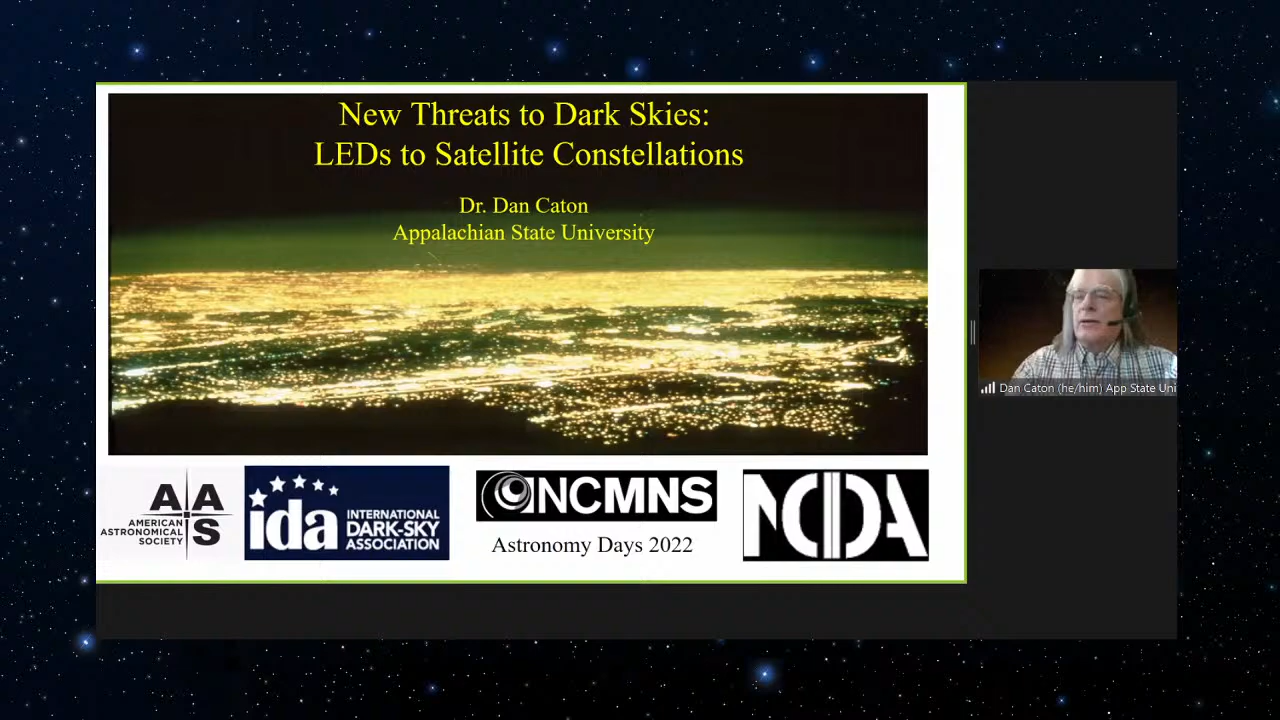 New Threats to Dark Skies:
LEDs to Satellite Constellations
Dr. Dan Caton
Appalachian State University
AAS
AMERICAN
ASTRONOMICAL
SOCIETY
ida
INTERNATIONAL
DARK-SKY
ASSOCIATION
NCMNS
Astronomy Days 2022
NCIDA
Dan Caton (he/him) App State Uni